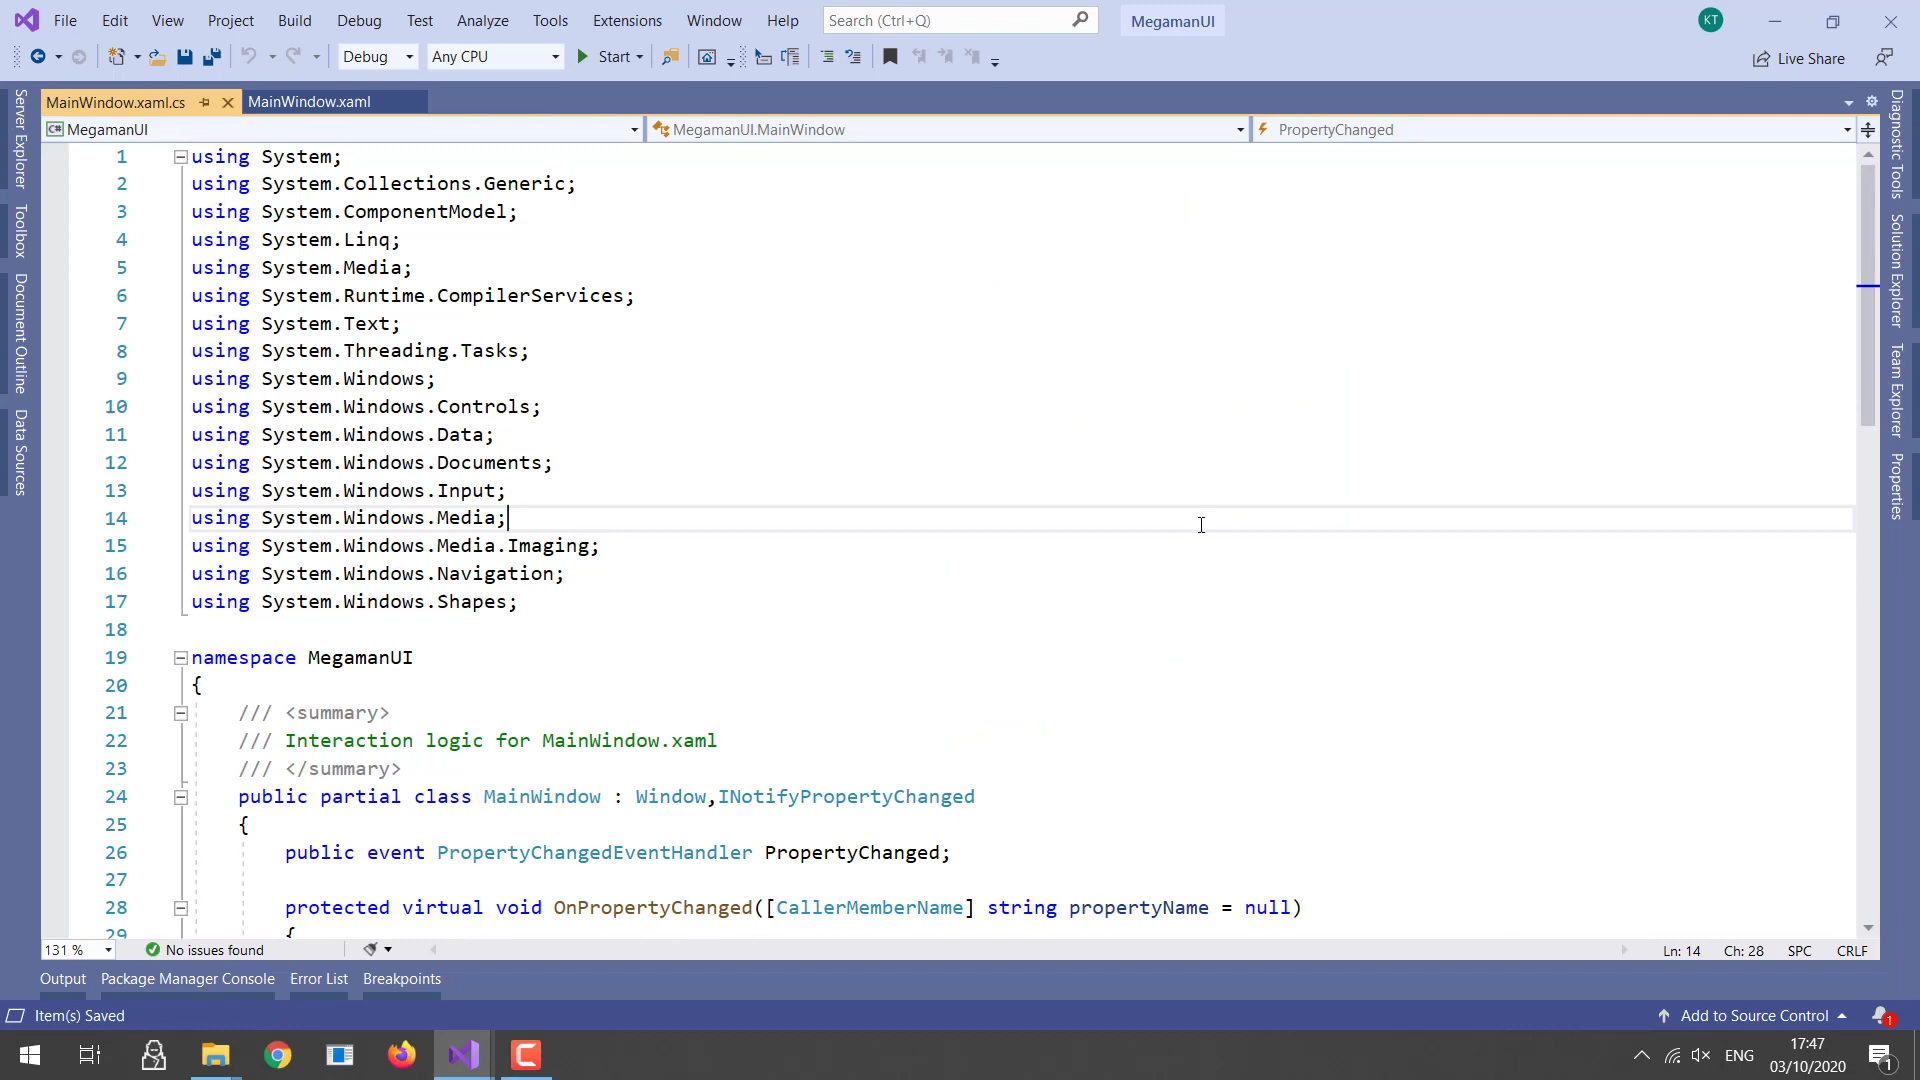 File Edit View Project Build Debug Test Analyze Tools Extensions Window Help Search (Ctrl+Q) MegamanUI KT
Debug Any CPU Start Live Share
MainWindow.xaml.cs MainWindow.xaml
MegamanUI MegamanUI.MainWindow PropertyChanged
Server Explorer
Toolbox
Document Outline
Data Sources
1 using System;
2 using System.Collections.Generic;
3 using System.ComponentModel;
4 using System.Linq;
5 using System.Media;
6 using System.Runtime.CompilerServices;
7 using System.Text;
8 using System.Threading.Tasks;
9 using System.Windows;
10 using System.Windows.Controls;
11 using System.Windows.Data;
12 using System.Windows.Documents;
13 using System.Windows.Input;
14 using System.Windows.Media;
15 using System.Windows.Media.Imaging;
16 using System.Windows.Navigation;
17 using System.Windows.Shapes;
18
19 namespace MegamanUI
20 {
21 /// <summary>
22 /// Interaction logic for MainWindow.xaml
23 /// </summary>
24 public partial class MainWindow : Window,INotifyPropertyChanged
25 {
26 public event PropertyChangedEventHandler PropertyChanged;
27
28 protected virtual void OnPropertyChanged([CallerMemberName] string propertyName = null)
29 {
Diagnostic Tools
Solution Explorer
Team Explorer
Properties
131 % No issues found Ln: 14 Ch: 28 SPC CRLF
Output Package Manager Console Error List Breakpoints
Item(s) Saved Add to Source Control 1
ENG 17:47
03/10/2020 1